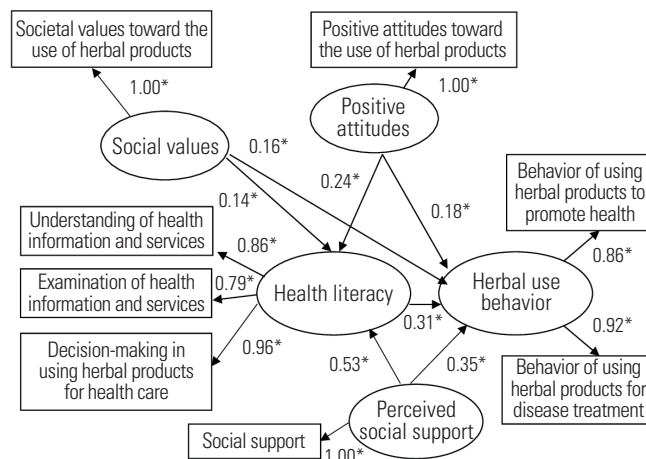 Societal values toward the
use of herbal products
Positive attitudes toward
the use of herbal products
1.00*
1.00*
Positive
attitudes
Social values
0.16*
0.24*
0.14*
0.18*
Behavior of using
herbal products to
promote health
Understanding of health
information and services
0.86*
0.86*
Examination of health
information and services
0.79*
Health literacy
Herbal use
behavior
0.31*
Decision-making in
using herbal products
for health care
0.96*
0.53*
0.35*
0.92*
Behavior of using
herbal products for
disease treatment
Perceived
social support
Social support
1.00*